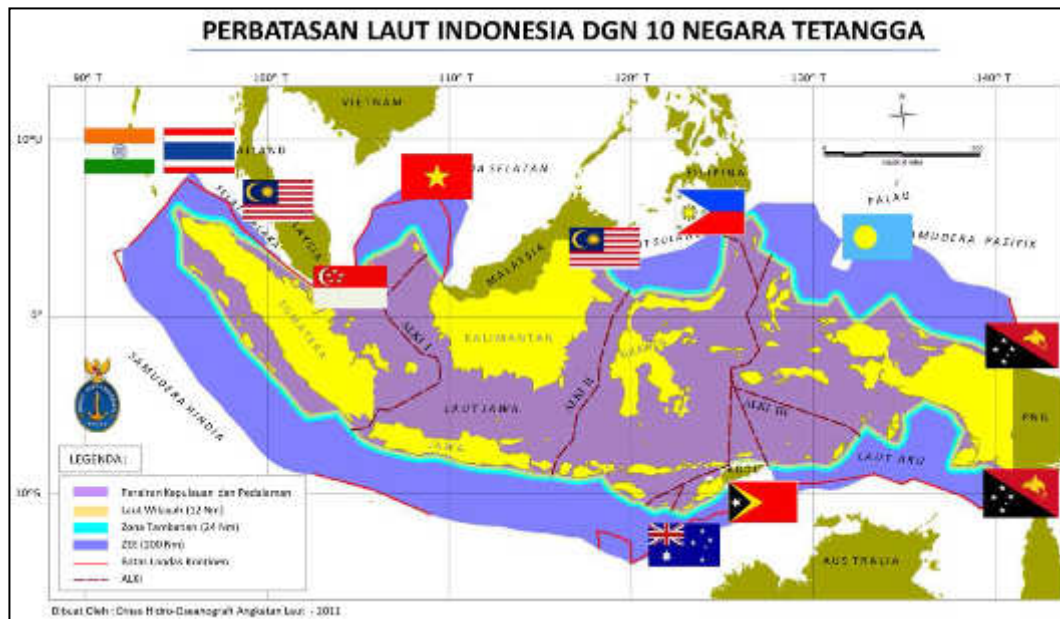 PERBATASAN LAUT INDONESIA DGN 10 NEGARA TETANGGA
90° T
100° T
110° T
120° T
130° T
140° T
VIETNAM
10°U
AILAND
SELATAN
FILIPINA
PALAU
MUDERA PASIFIK
MALAYSIA
0°
SUMATERA
KALIMANTAN
ALKI I
ALKI II
ALKI III
LAUT JAWA
JAWA
SAMUDERA HINDIA
PNG
LAUT ARU
10°S
AUSTRALIA
LEGENDA :
Perairan Kepulauan dan Pedalaman
Laut Wilayah (12 Nm)
Zona Tambahan (24 Nm)
ZEE (200 Nm)
Batas Landas Kontinen
ALKI
Dibuat Oleh : Dinas Hidro-Oseanografi Angkatan Laut - 2011